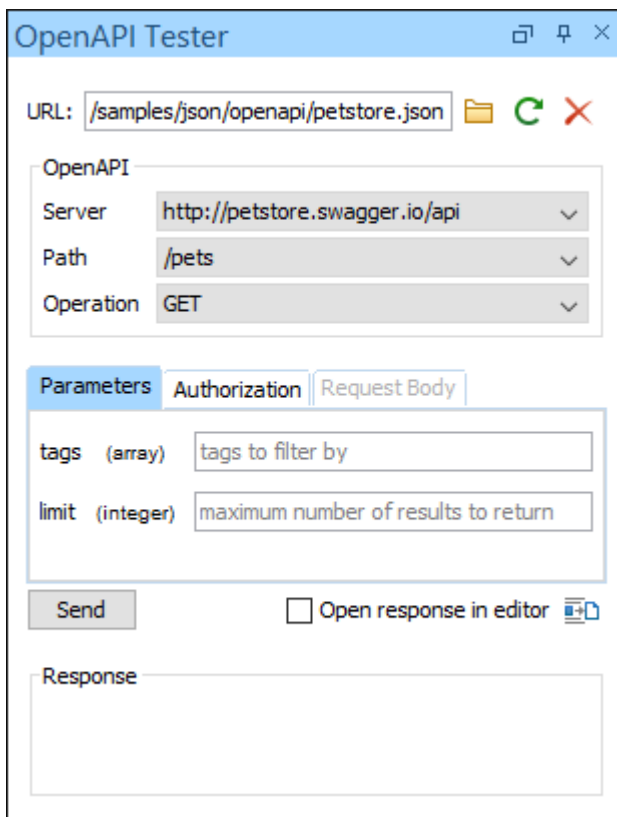 OpenAPI Tester
URL: /samples/json/openapi/petstore.json
OpenAPI
Server http://petstore.swagger.io/api
Path /pets
Operation GET
Parameters Authorization Request Body
tags (array) tags to filter by
limit (integer) maximum number of results to return
Send Open response in editor
Response